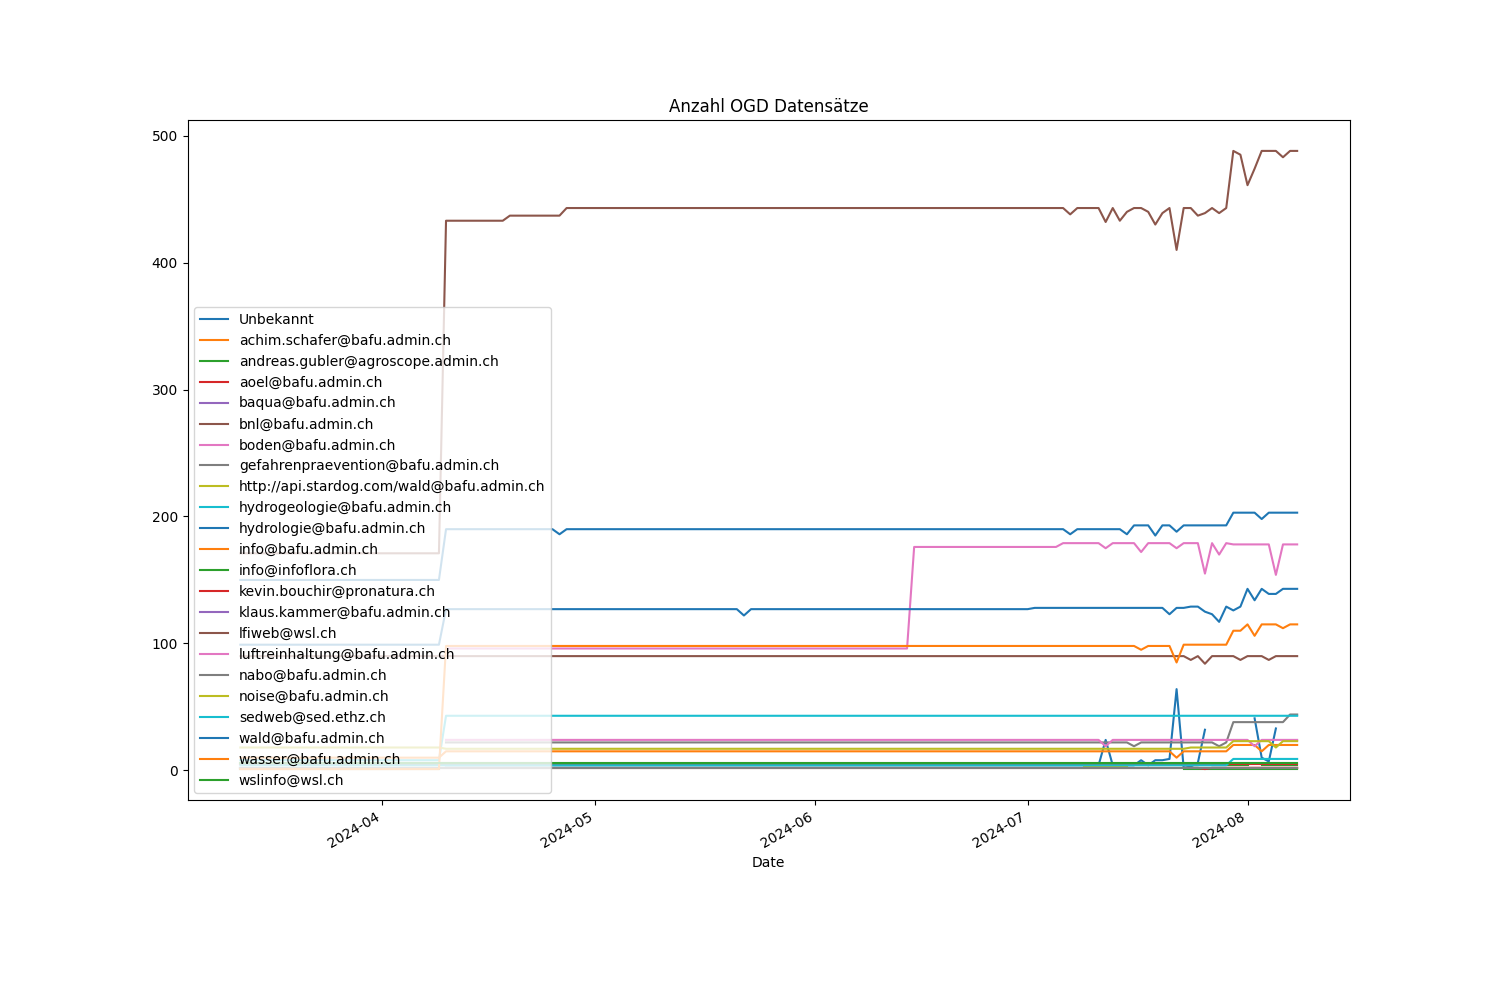 Anzahl OGD Datensätze
500
400
300
200
100
0
Unbekannt
achim.schafer@bafu.admin.ch
andreas.gubler@agroscope.admin.ch
aoel@bafu.admin.ch
baqua@bafu.admin.ch
bnl@bafu.admin.ch
boden@bafu.admin.ch
gefahrenpraevention@bafu.admin.ch
http://api.stardog.com/wald@bafu.admin.ch
hydrogeologie@bafu.admin.ch
hydrologie@bafu.admin.ch
info@bafu.admin.ch
info@infoflora.ch
kevin.bouchir@pronatura.ch
klaus.kammer@bafu.admin.ch
lfiweb@wsl.ch
luftreinhaltung@bafu.admin.ch
nabo@bafu.admin.ch
noise@bafu.admin.ch
sedweb@sed.ethz.ch
wald@bafu.admin.ch
wasser@bafu.admin.ch
wslinfo@wsl.ch
2024-04
2024-05
2024-06
2024-07
2024-08
Date